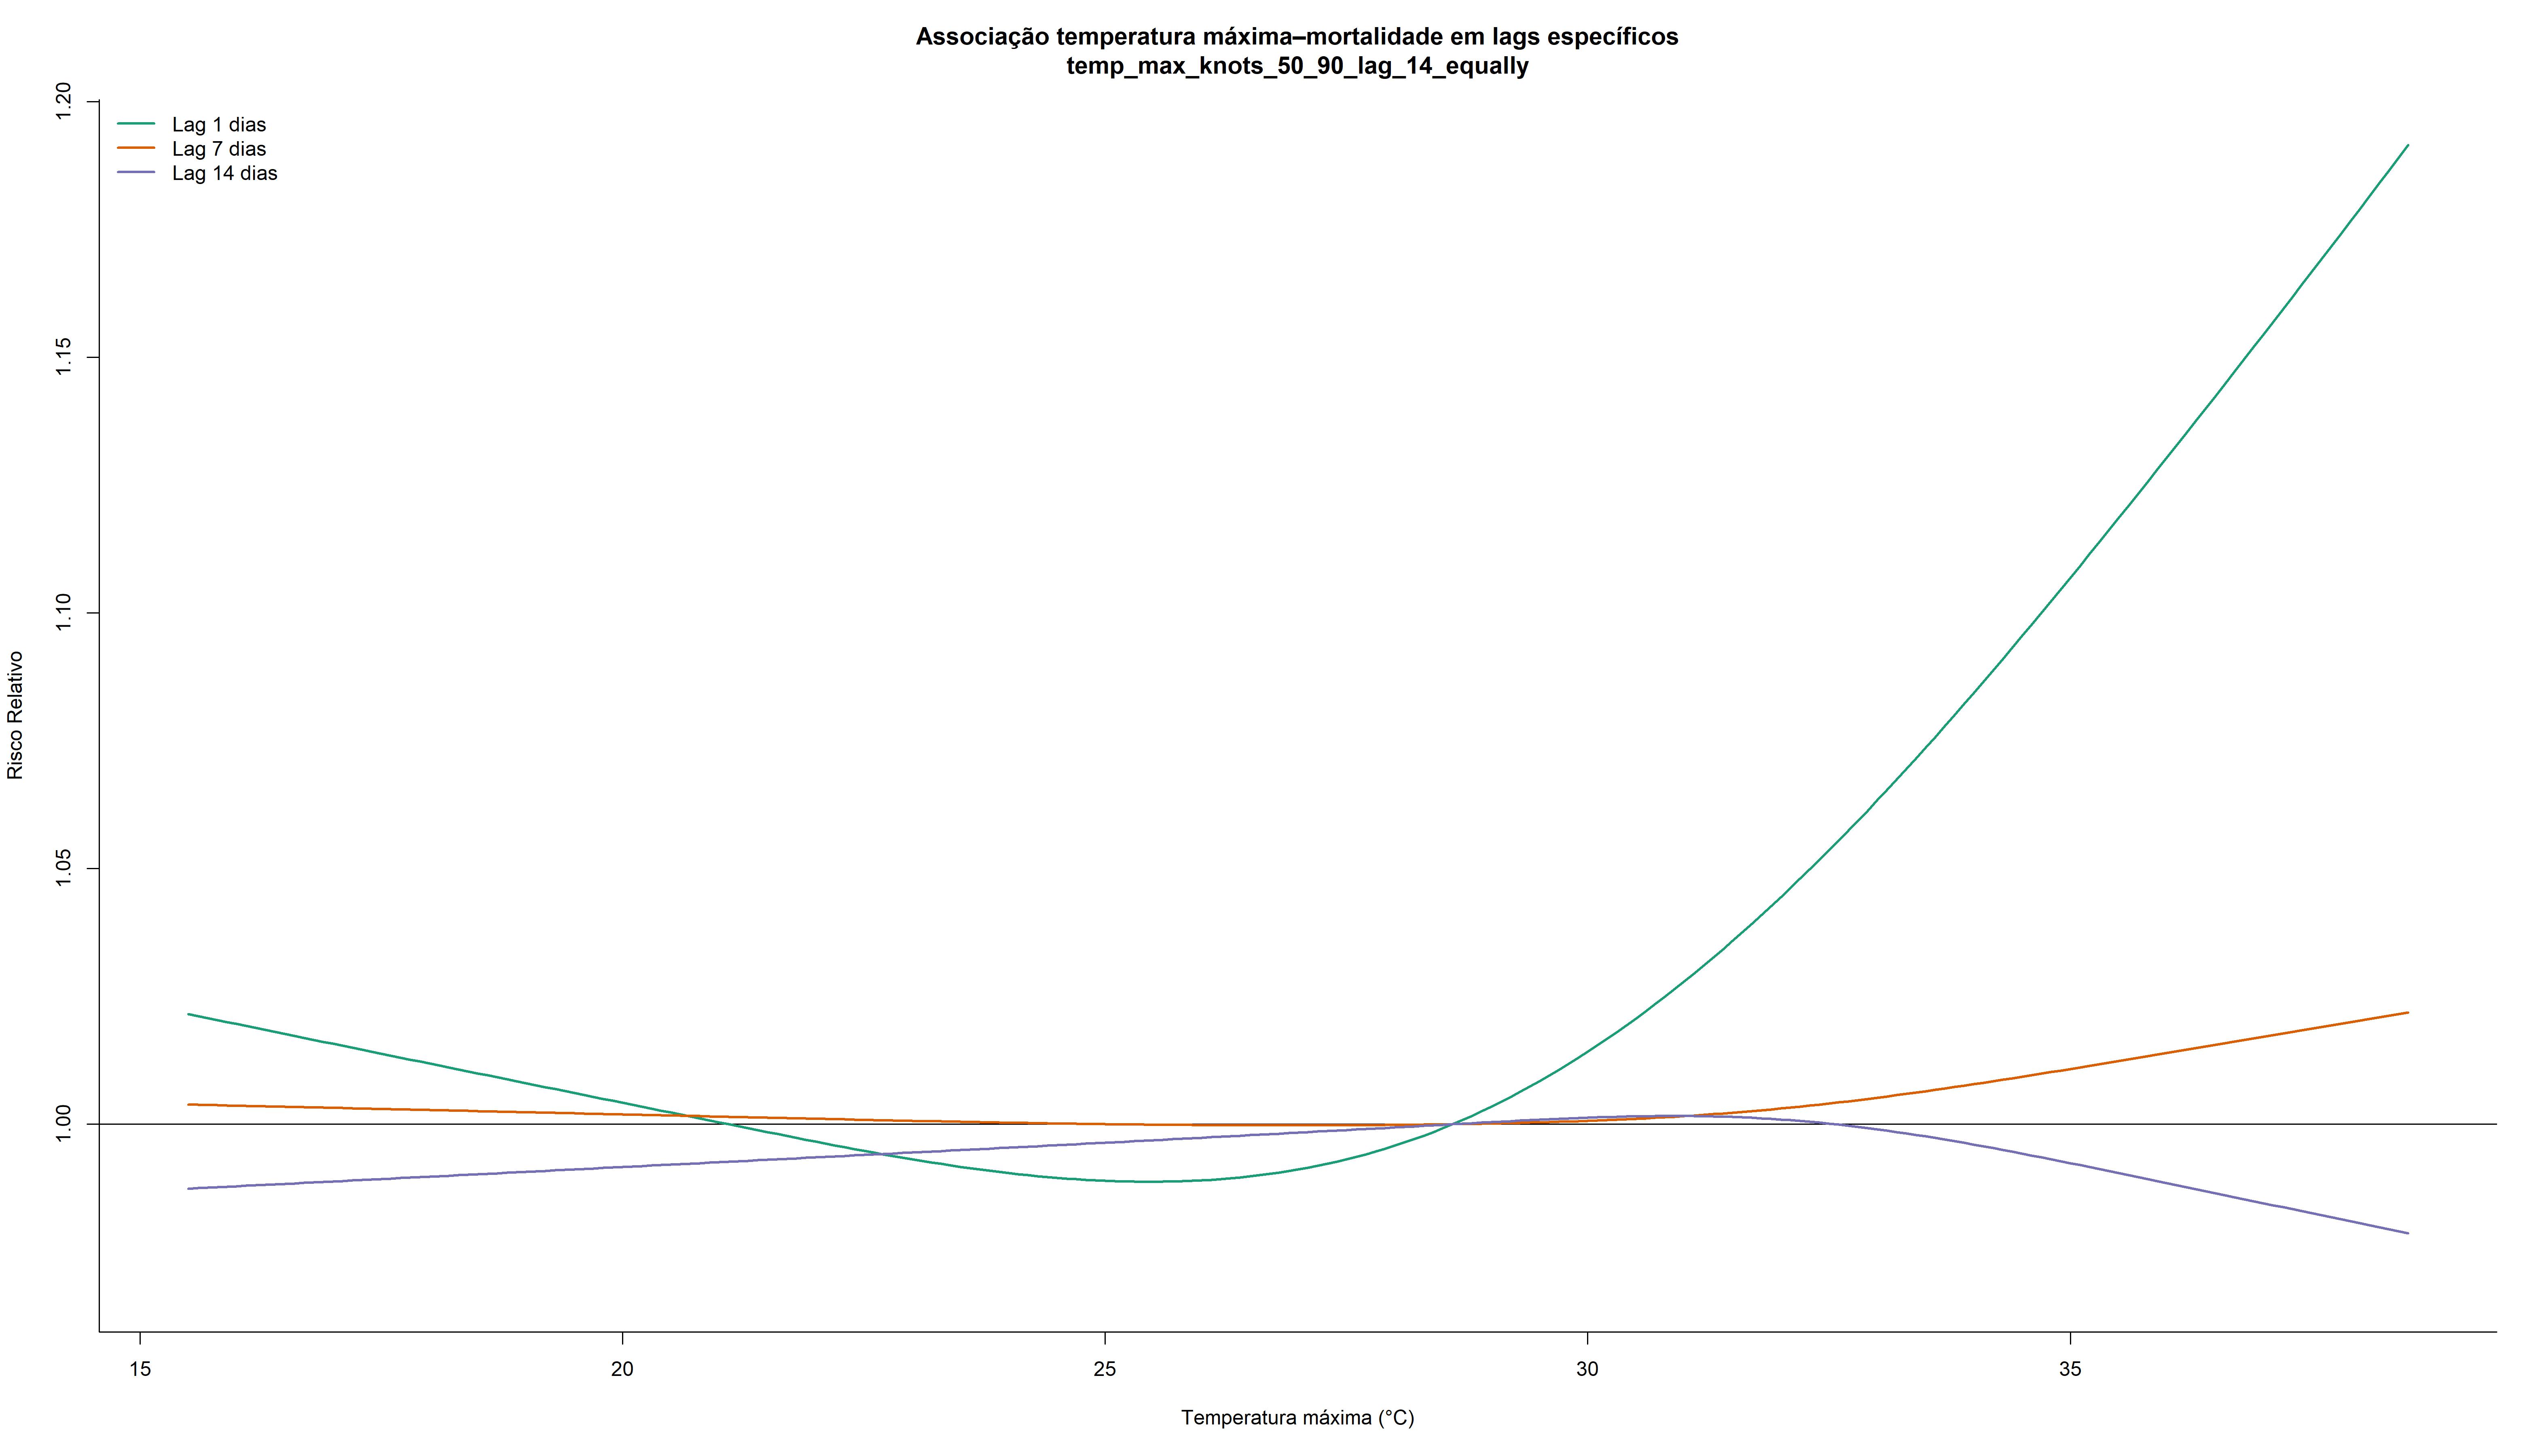 Associação temperatura máxima–mortalidade em lags específicos
temp_max_knots_50_90_lag_14_equally
Lag 1 dias
Lag 7 dias
Lag 14 dias
1.20
1.15
1.10
1.05
1.00
Risco Relativo
15
20
25
30
35
Temperatura máxima (°C)